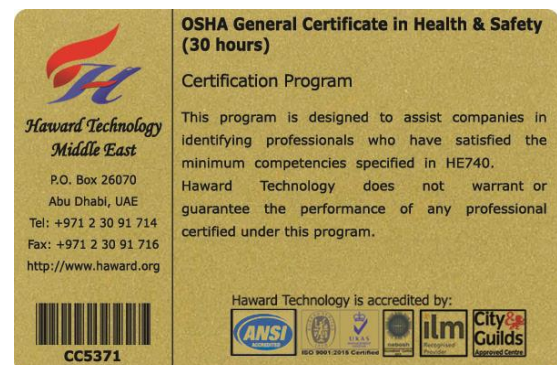 Haward Technology
Middle East
P.O. Box 26070
Abu Dhabi, UAE
Tel: +971 2 30 91 714
Fax: +971 2 30 91 716
http://www.haward.org
CC5371
OSHA General Certificate in Health & Safety
(30 hours)
Certification Program
This program is designed to assist companies in
identifying professionals who have satisfied the
minimum competencies specified in HE740.
Haward Technology does not warrant or
guarantee the performance of any professional
certified under this program.
Haward Technology is accredited by:
ANSI
ACCREDITED
UKAS
ISO 9001:2015 Certified
nebosh
ilm
Recognised
Provider
City &
Guilds
Approved Centre